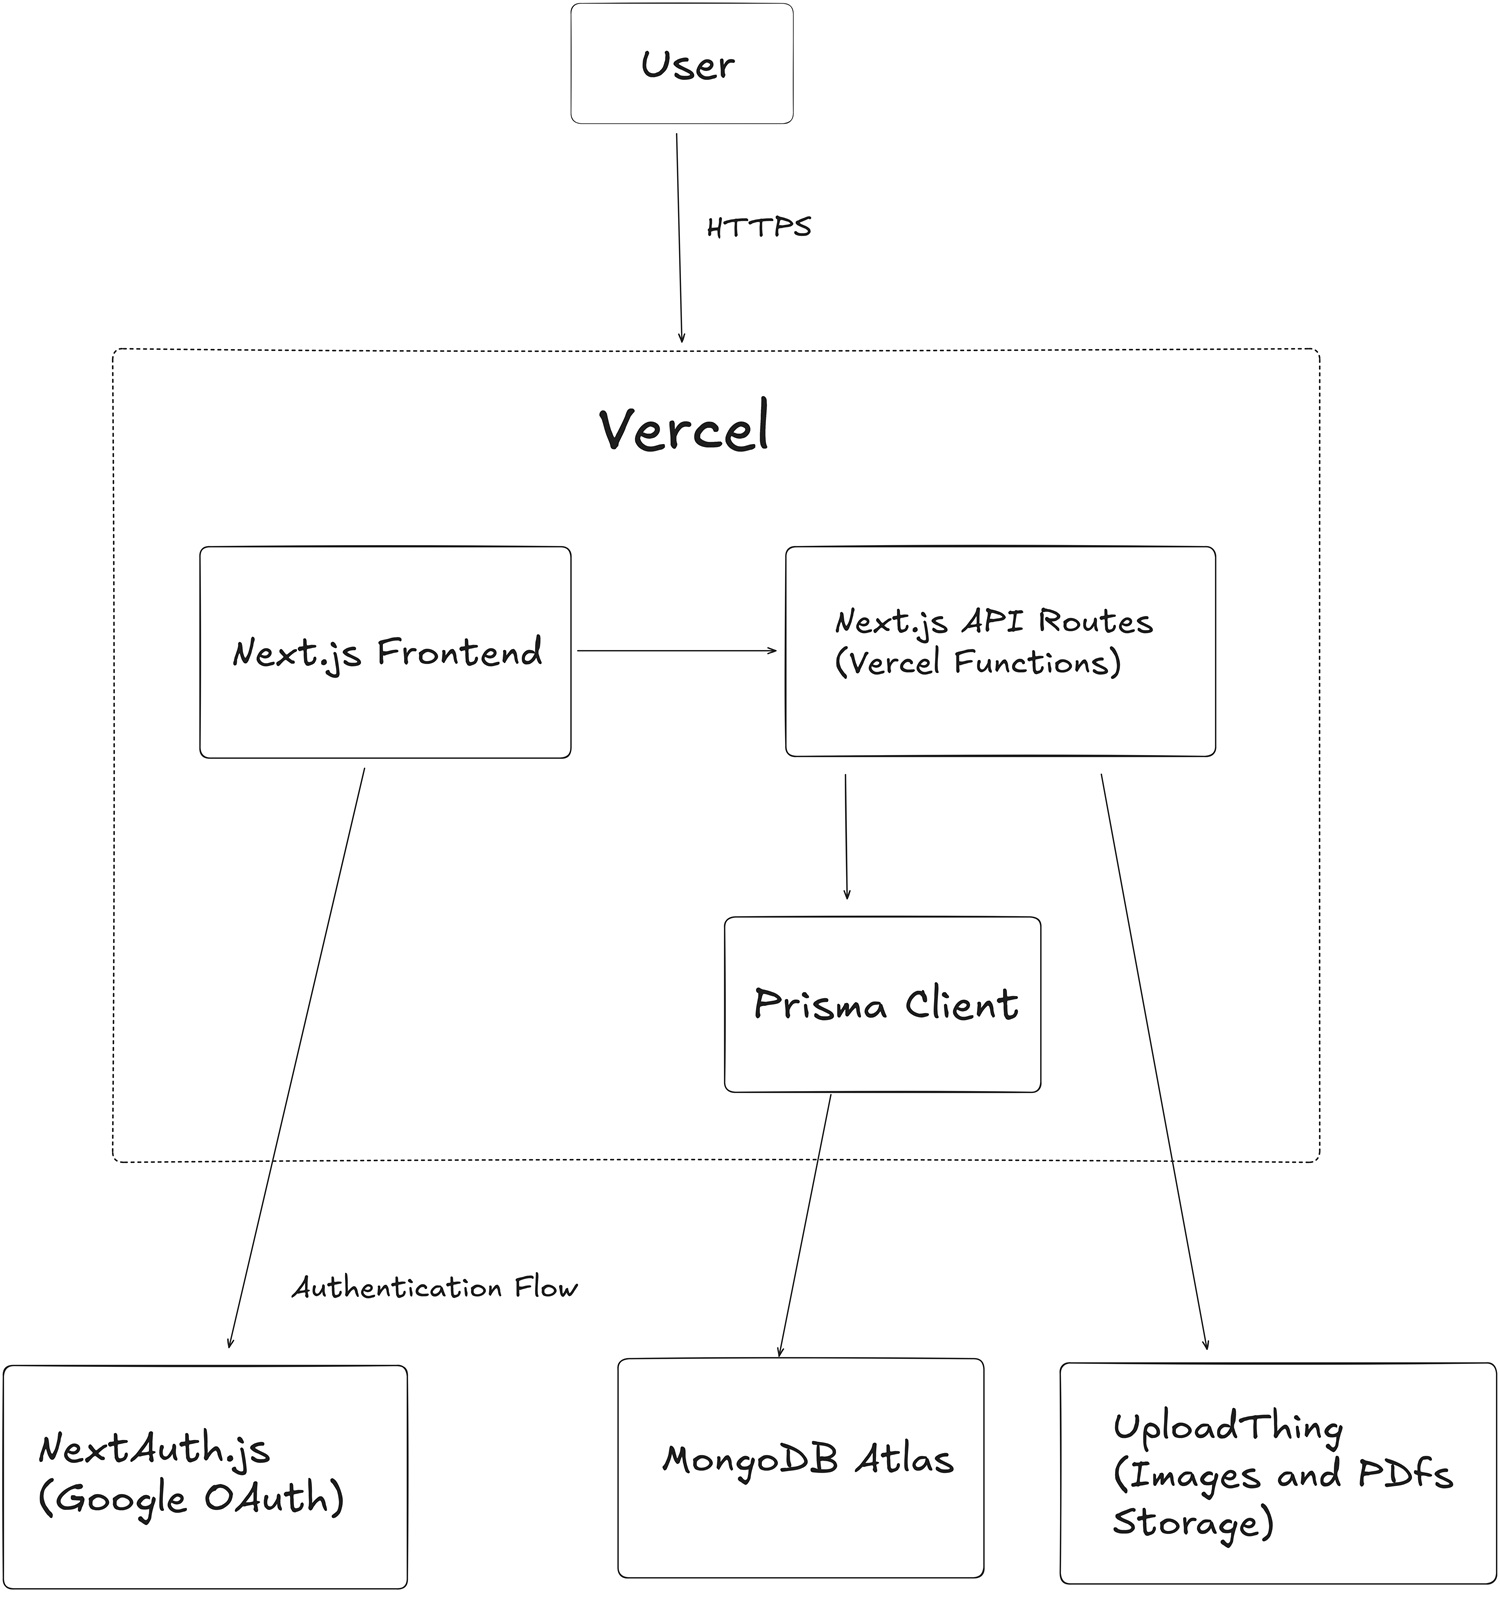 User
HTTPS
Vercel
Next.js Frontend
Next.js API Routes
(Vercel Functions)
Prisma Client
Authentication Flow
NextAuth.js
(Google OAuth)
MongoDB Atlas
UploadThing
(Images and PDfs
Storage)